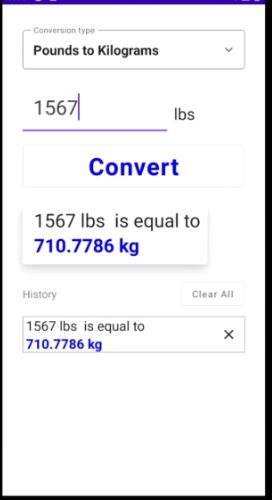 Conversion type
Pounds to Kilograms
1567
lbs
Convert
1567 lbs is equal to
710.7786 kg
History
Clear All
1567 lbs is equal to
710.7786 kg